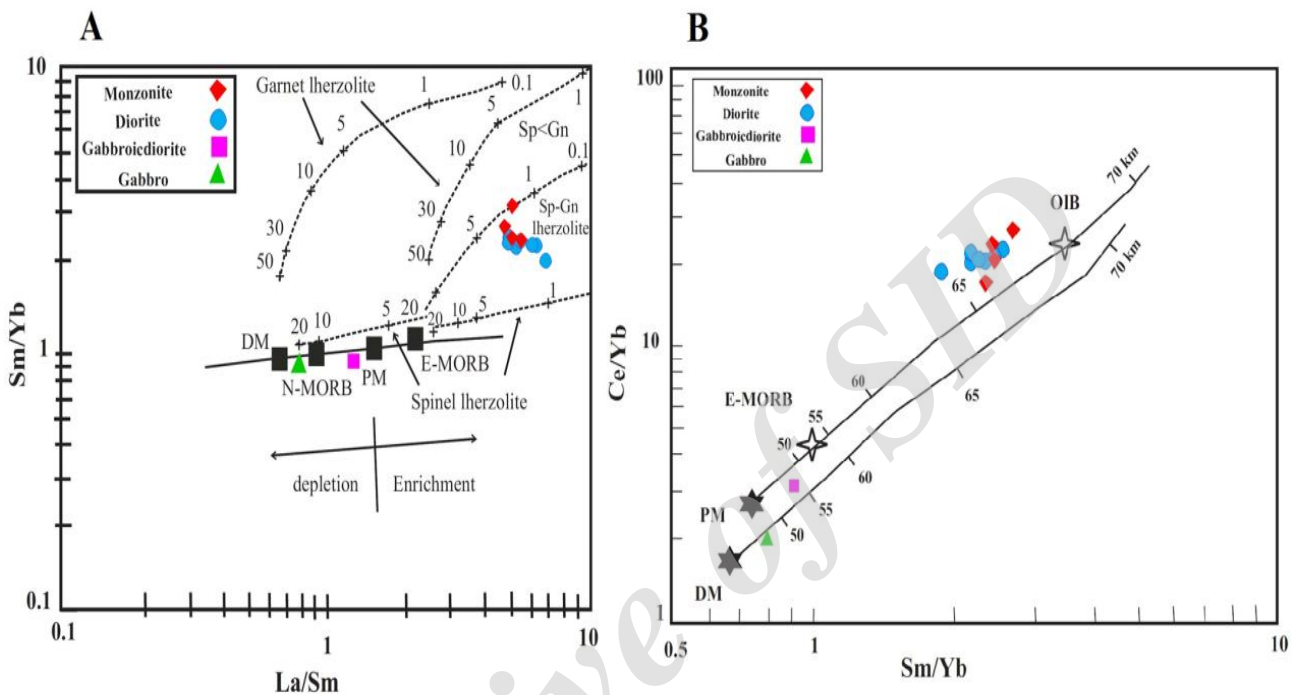 A
10
Monzonite
Diorite
Gabbroicdiorite
Gabbro
Garnet lherzolite
1
0.1
5
10
30
50
5
1
Sp<Gn
10
30
50
0.1
1
Sp-Gn
lherzolite
5
20
DM
20
10
5
20
10
5
1
1
N-MORB
PM
E-MORB
Spinel lherzolite
depletion
Enrichment
0.1
0.1
1
10
Sm/Yb
La/Sm
B
100
Monzonite
Diorite
Gabbroicdiorite
Gabbro
70 km
OIB
70 km
65
10
60
65
E-MORB
55
50
60
PM
55
50
DM
1
0.5
1
10
Ce/Yb
Sm/Yb
ive of SID